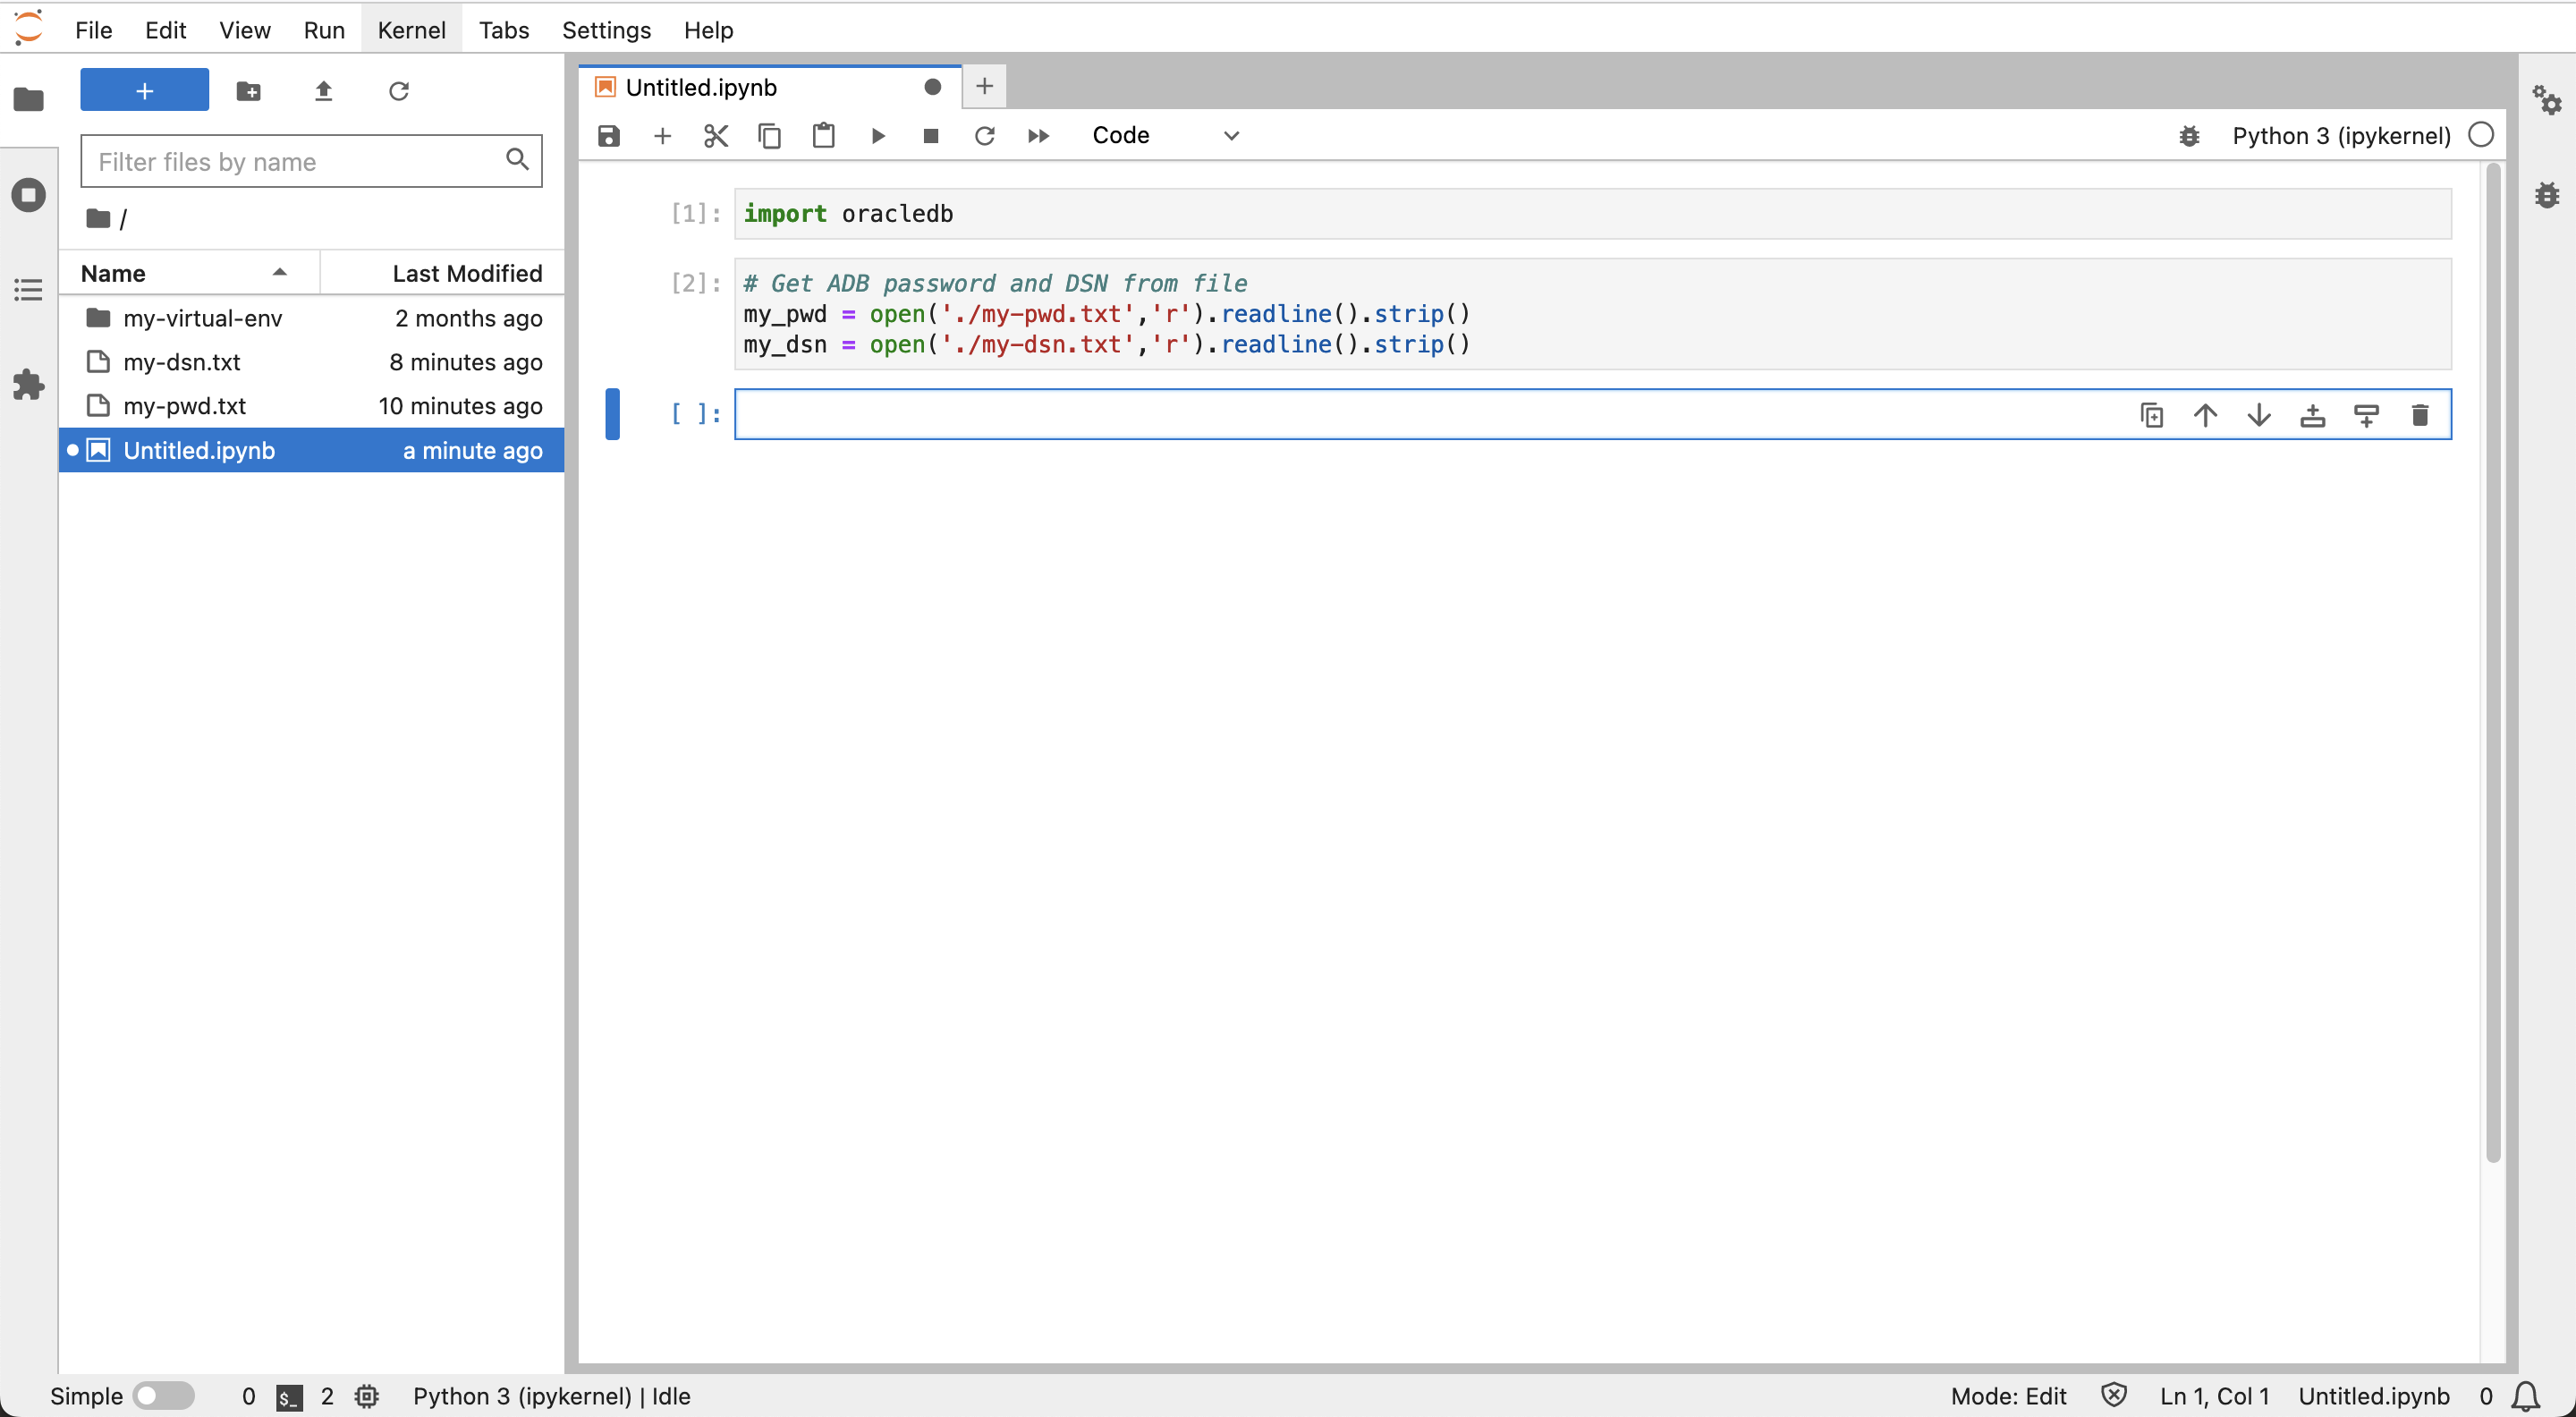 File Edit View Run Kernel Tabs Settings Help
+
Filter files by name
/
Name Last Modified
my-virtual-env 2 months ago
my-dsn.txt 8 minutes ago
my-pwd.txt 10 minutes ago
Untitled.ipynb a minute ago
Untitled.ipynb
Code
Python 3 (ipykernel)
[1]: import oracledb
[2]: # Get ADB password and DSN from file
my_pwd = open('./my-pwd.txt','r').readline().strip()
my_dsn = open('./my-dsn.txt','r').readline().strip()
[ ]:
Simple 0 $_ 2 Python 3 (ipykernel) | Idle Mode: Edit Ln 1, Col 1 Untitled.ipynb 0